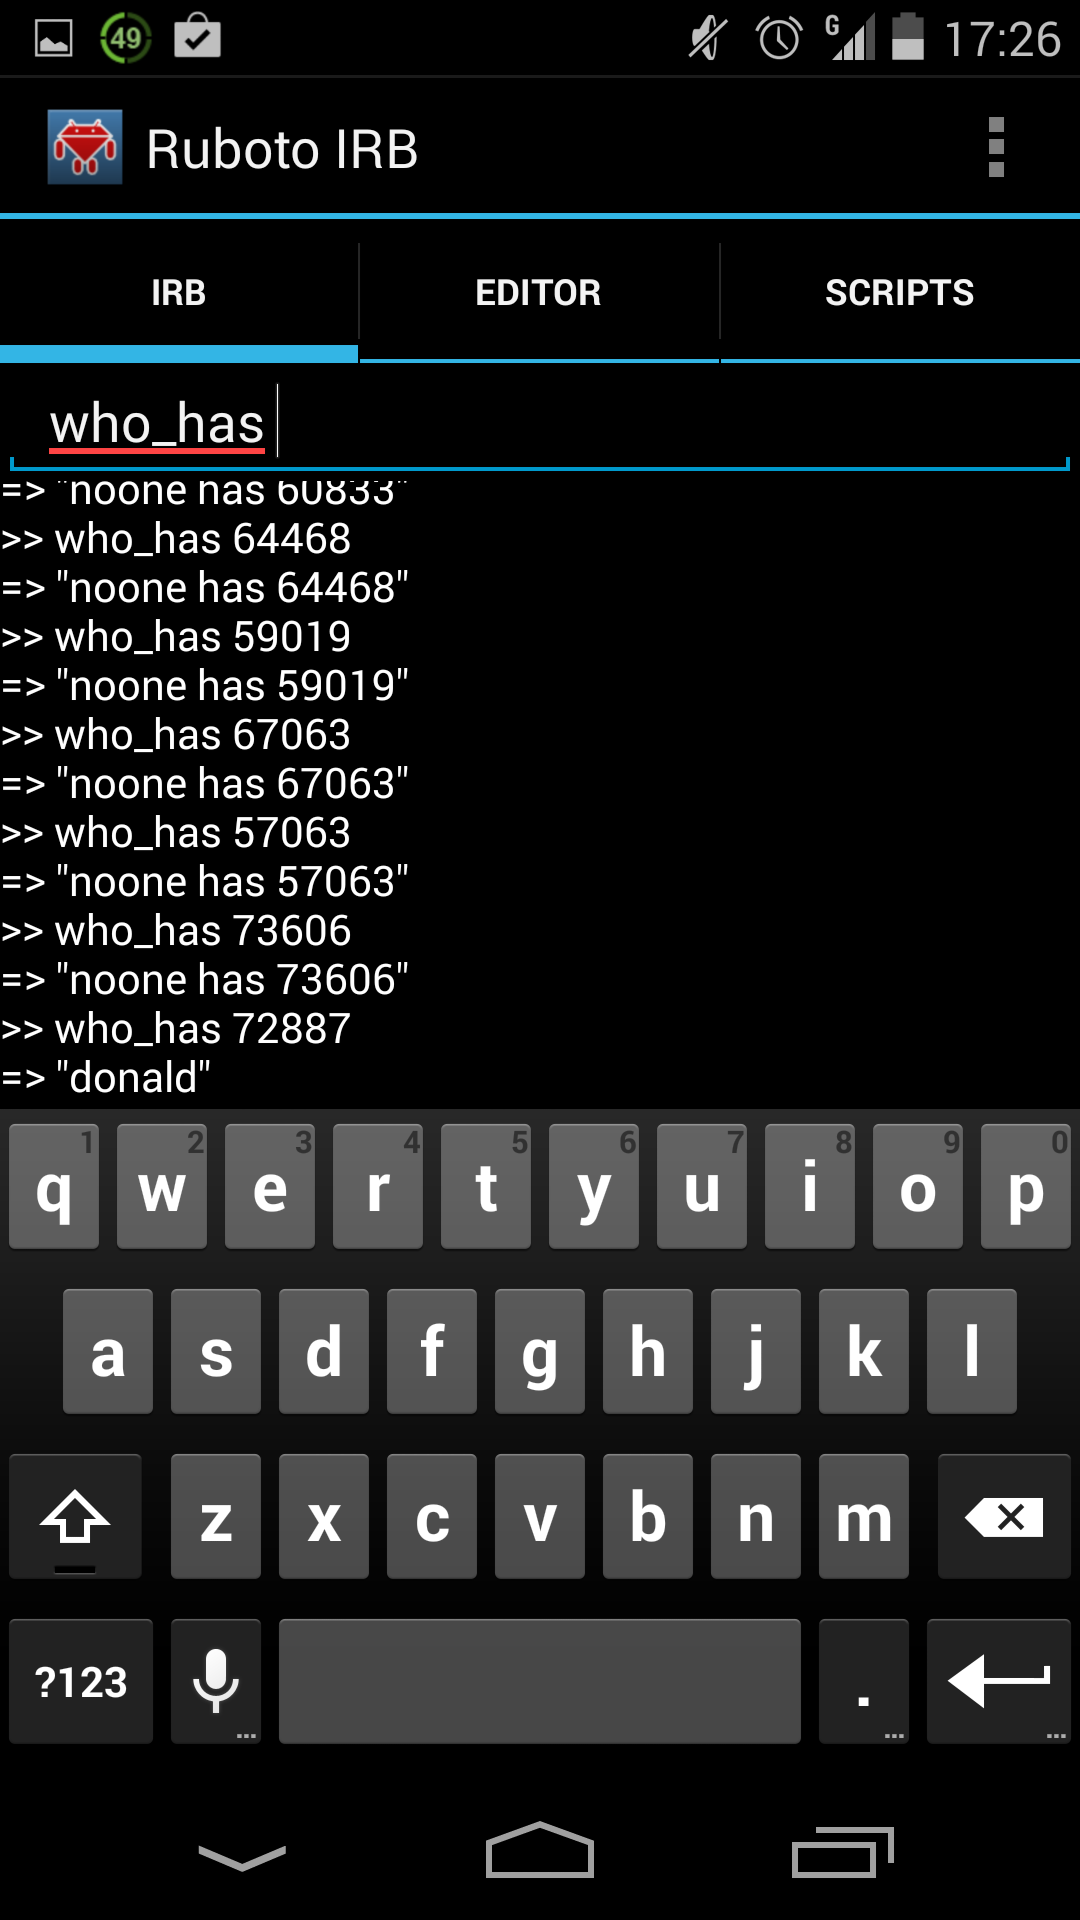 49 G 17:26
Ruboto IRB
IRB EDITOR SCRIPTS
who_has
=> "noone has 60833"
>> who_has 64468
=> "noone has 64468"
>> who_has 59019
=> "noone has 59019"
>> who_has 67063
=> "noone has 67063"
>> who_has 57063
=> "noone has 57063"
>> who_has 73606
=> "noone has 73606"
>> who_has 72887
=> "donald"
1 2 3 4 5 6 7 8 9 0
q w e r t y u i o p
a s d f g h j k l
z x c v b n m
?123 .